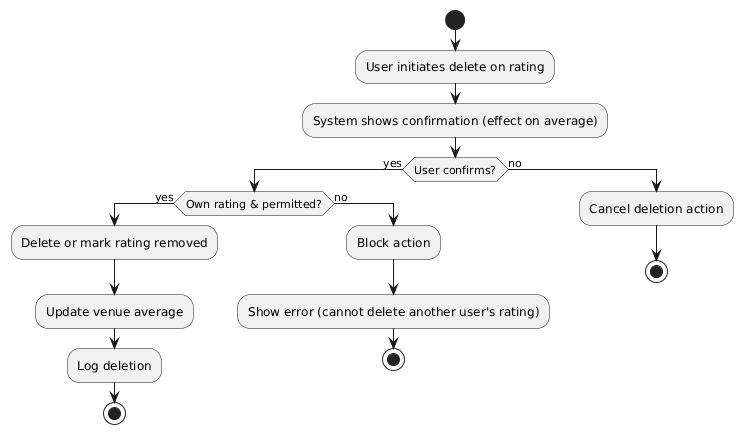 User initiates delete on rating
System shows confirmation (effect on average)
yes
User confirms?
no
yes
Own rating & permitted?
no
Cancel deletion action
Delete or mark rating removed
Block action
Update venue average
Show error (cannot delete another user's rating)
Log deletion